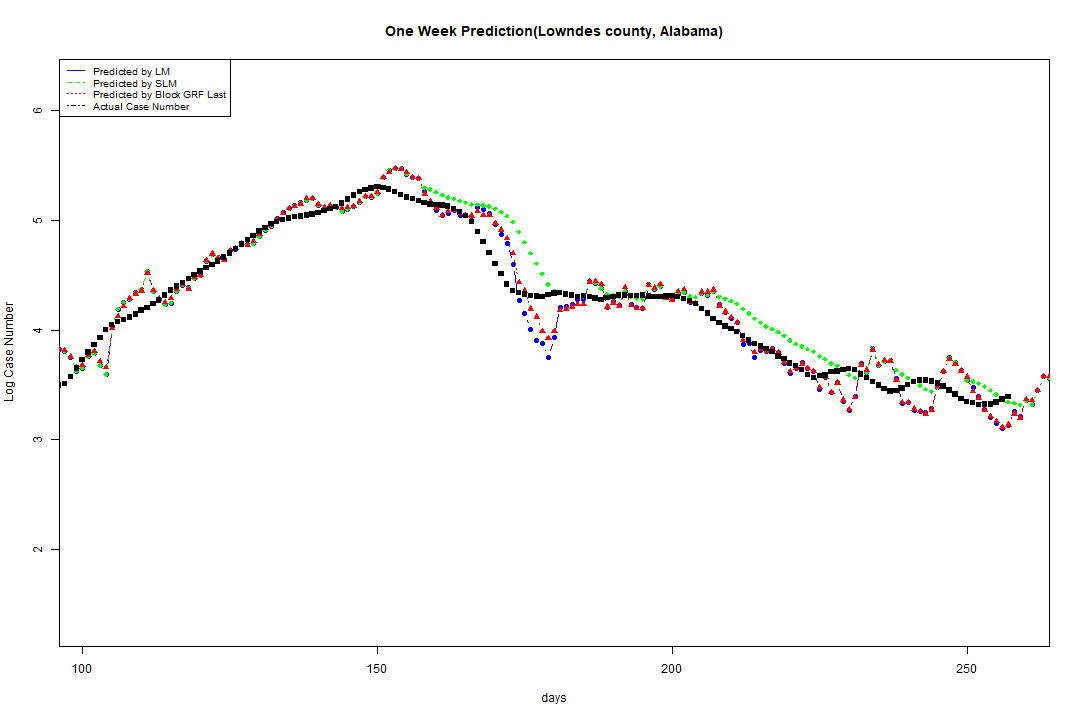 One Week Prediction(Lowndes county, Alabama)
Predicted by LM
Predicted by SLM
Predicted by Block GRF Last
Actual Case Number
6
5
4
3
2
Log Case Number
100 150 200 250
days